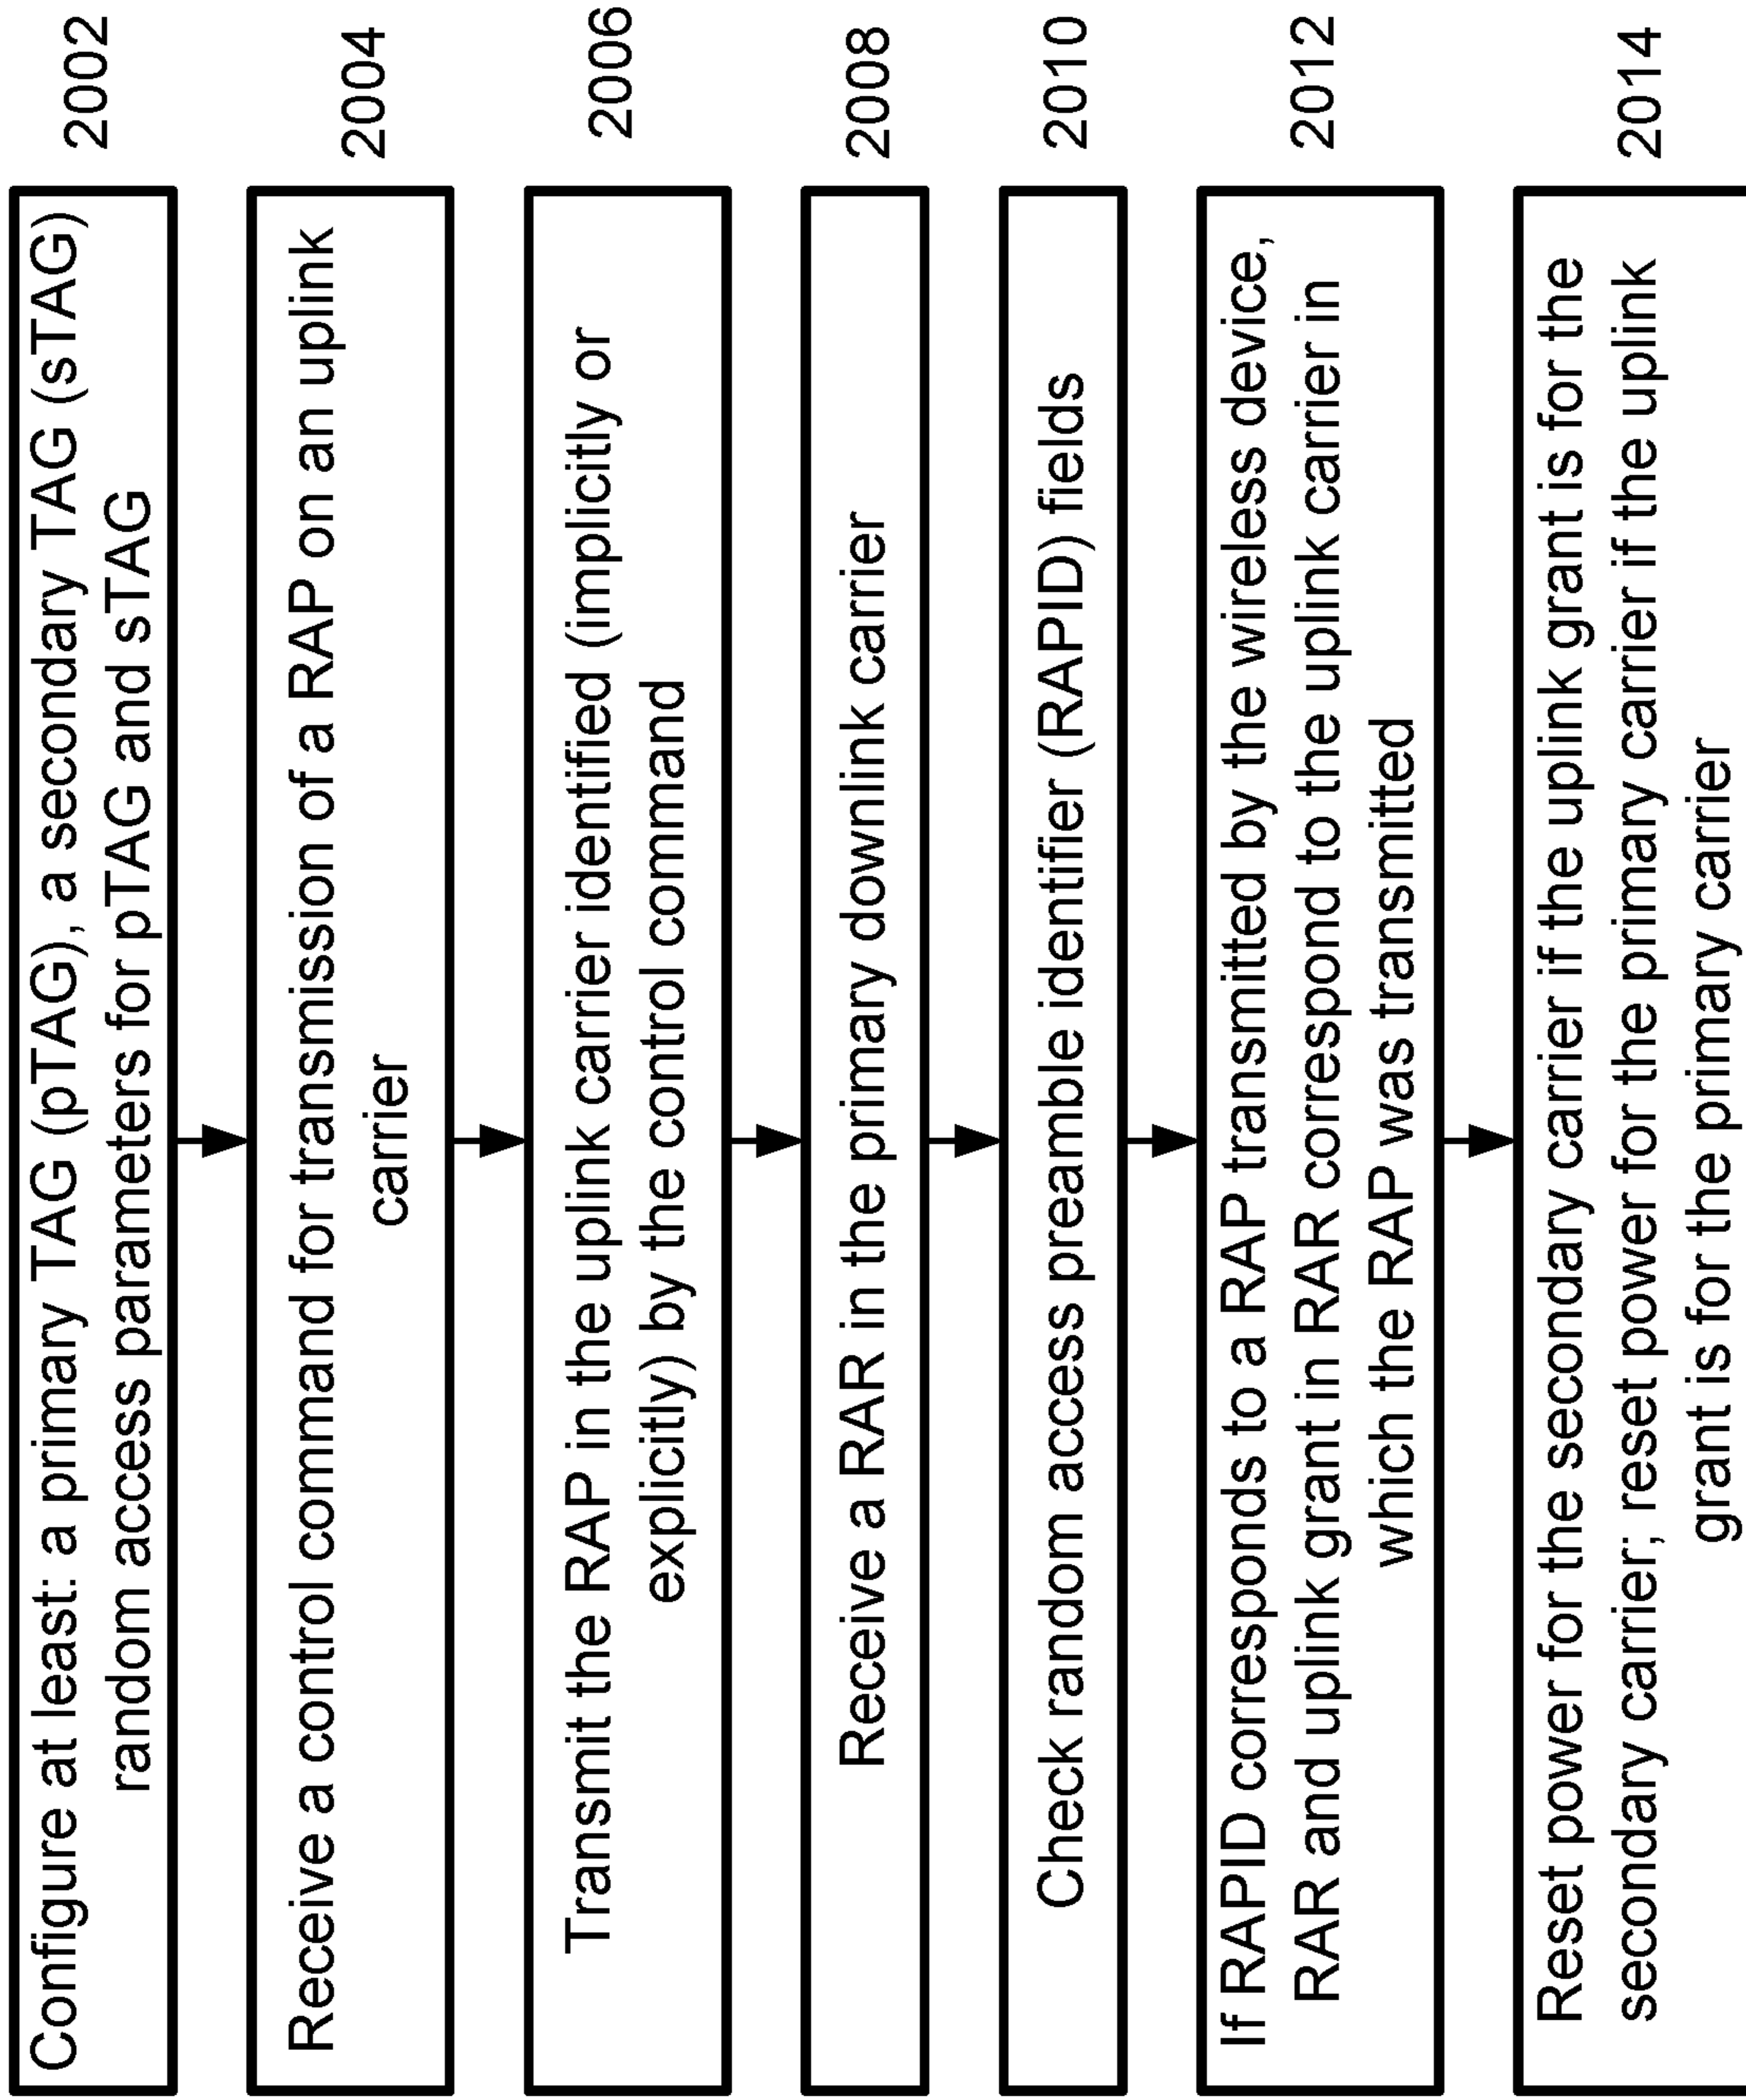 Configure at least: a primary TAG (pTAG), a secondary TAG (sTAG)
random access parameters for pTAG and sTAG
2002
Receive a control command for transmission of a RAP on an uplink
carrier
2004
Transmit the RAP in the uplink carrier identified (implicitly or
explicitly) by the control command
2006
Receive a RAR in the primary downlink carrier
2008
Check random access preamble identifier (RAPID) fields
2010
If RAPID corresponds to a RAP transmitted by the wireless device,
RAR and uplink grant in RAR correspond to the uplink carrier in
which the RAP was transmitted
2012
Reset power for the secondary carrier if the uplink grant is for the
secondary carrier; reset power for the primary carrier if the uplink
grant is for the primary carrier
2014